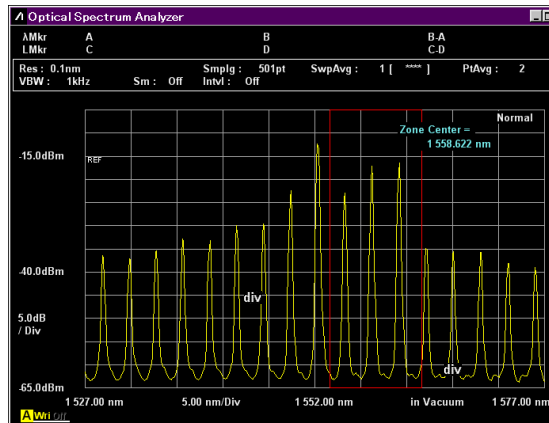 Optical Spectrum Analyzer
λMkr A B B-A
LMkr C D C-D
Res : 0.1nm Smplg : 501pt SwpAvg : 1 [ **** ] PtAvg : 2
VBW : 1kHz Sm : Off Intvl : Off
Normal
Zone Center =
1 558.622 nm
-15.0dBm
REF
-40.0dBm
div
5.0dB
/ Div
div
-65.0dBm
1 527.00 nm 5.00 nm/Div 1 552.00 nm in Vacuum 1 577.00 nm
A Wri Off